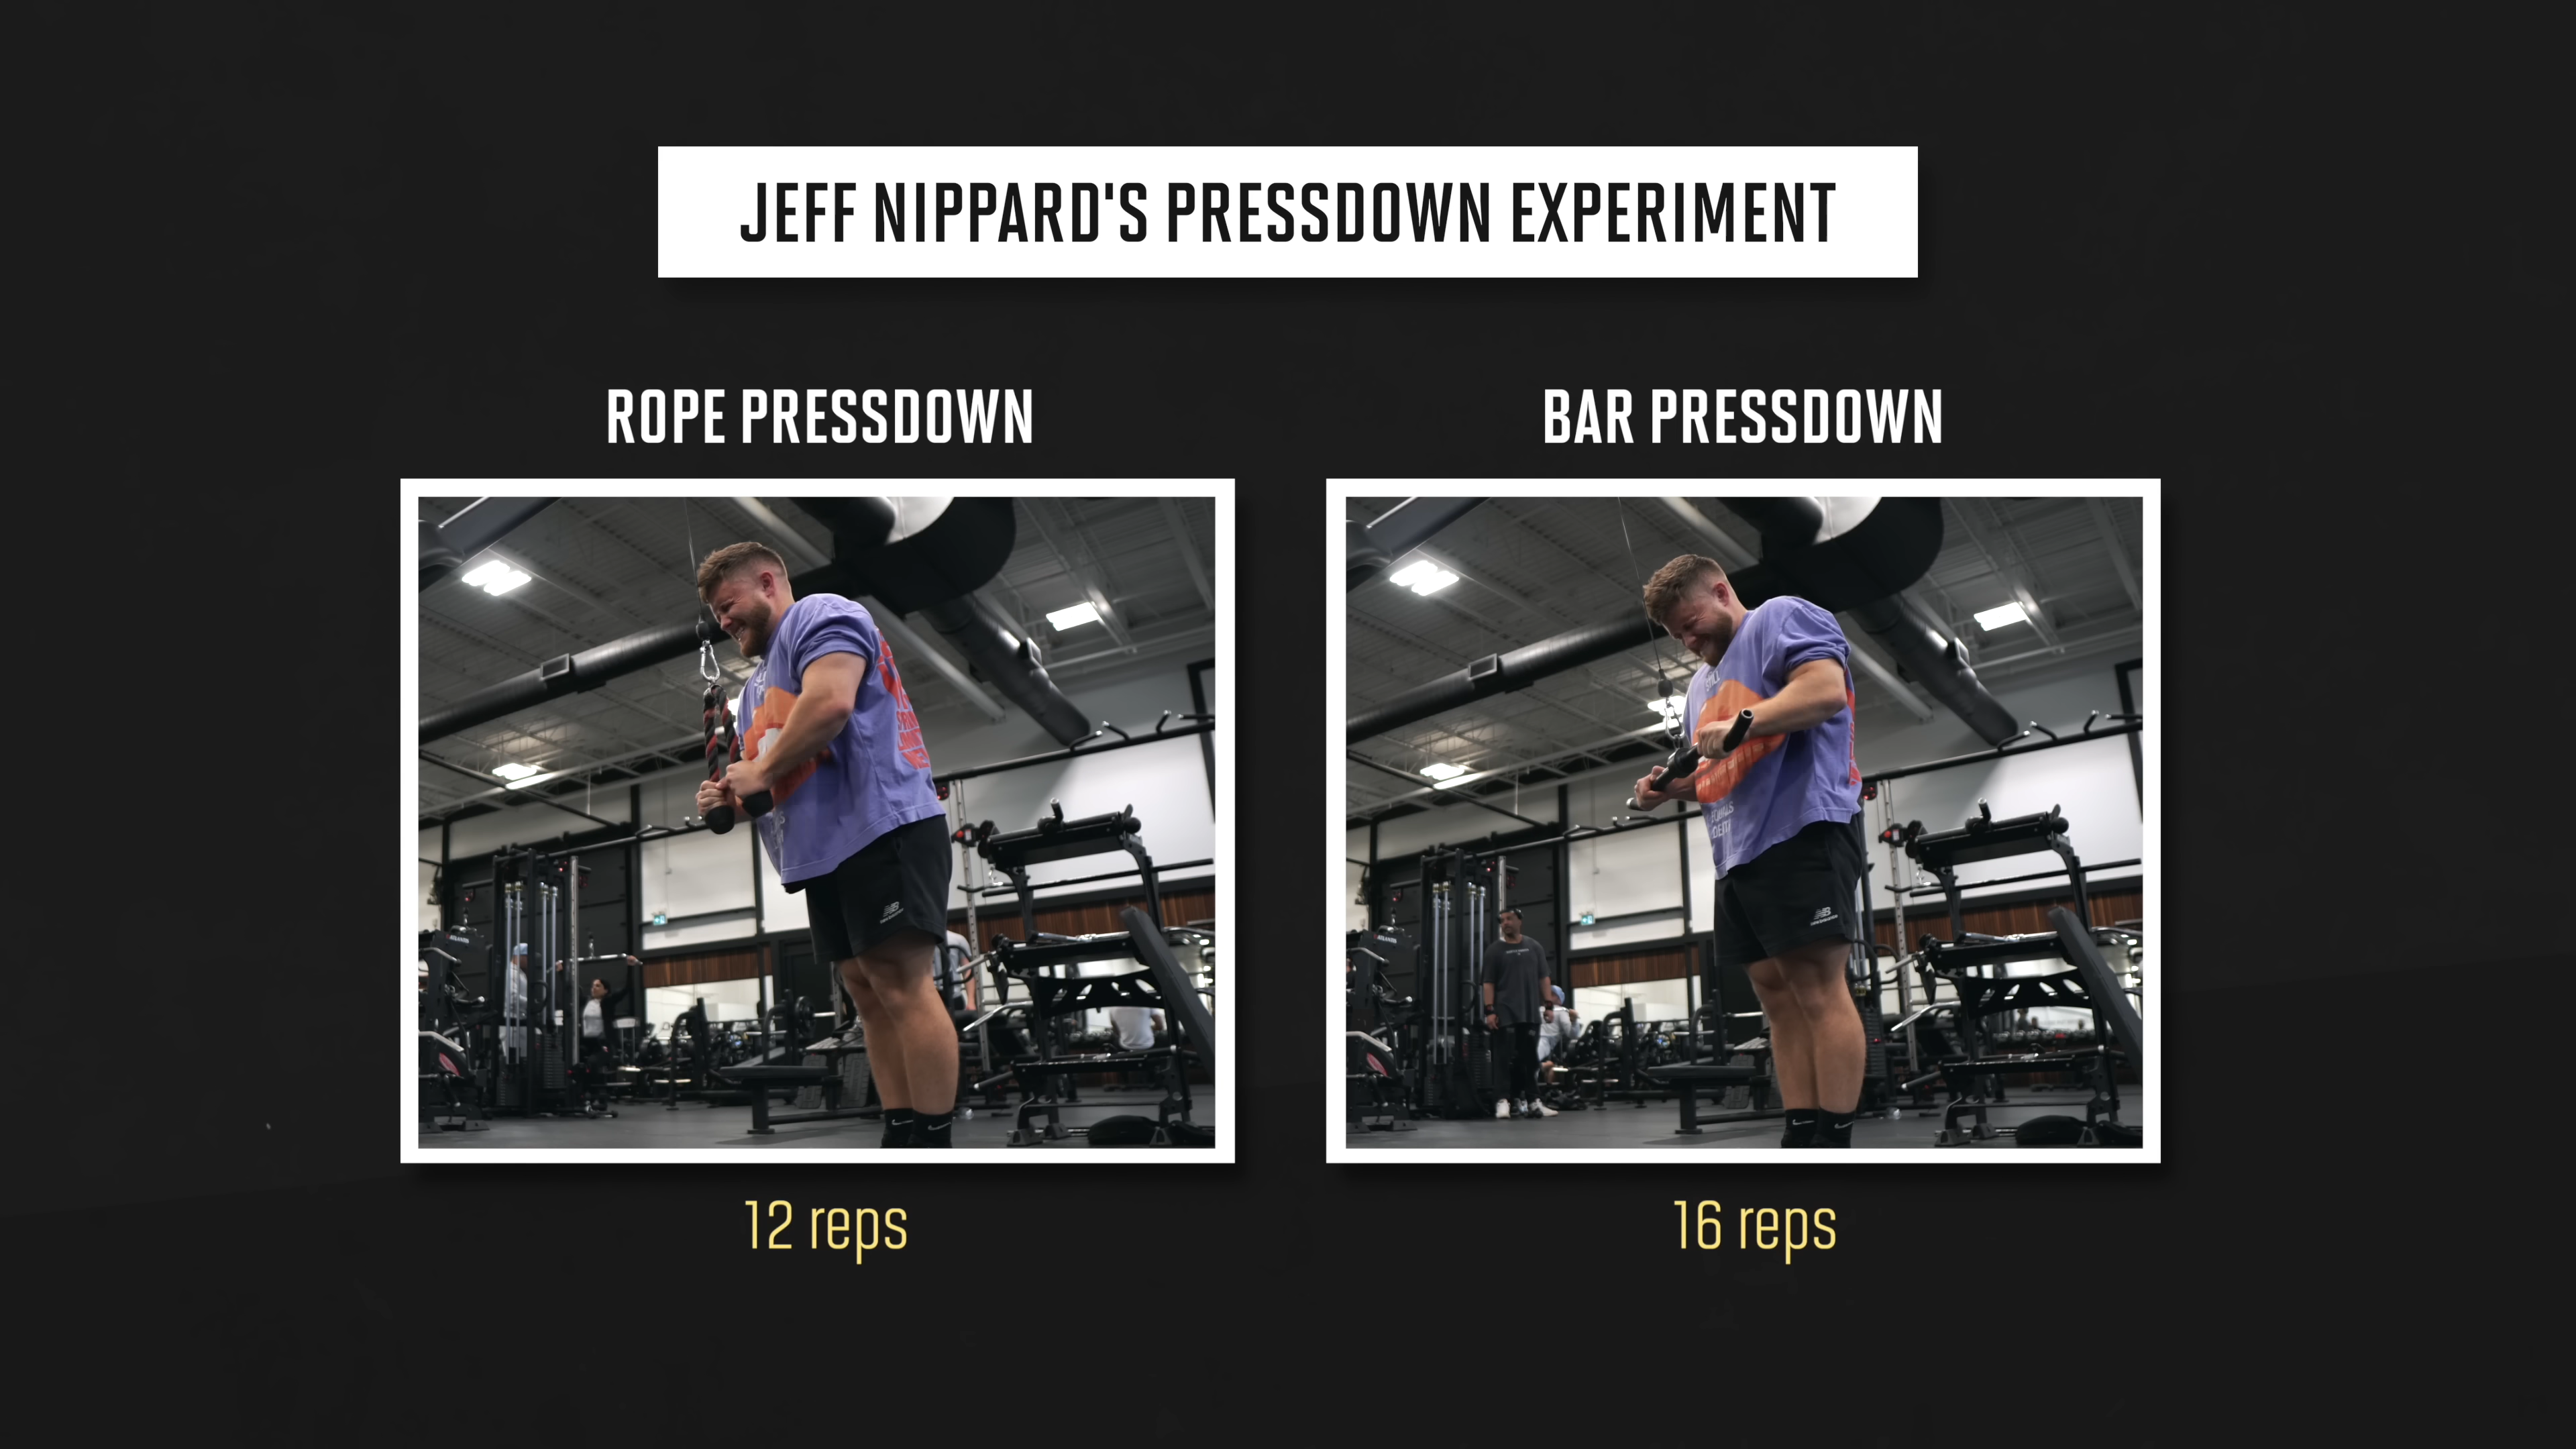 JEFF NIPPARD'S PRESSDOWN EXPERIMENT
ROPE PRESSDOWN
BAR PRESSDOWN
12 reps
16 reps